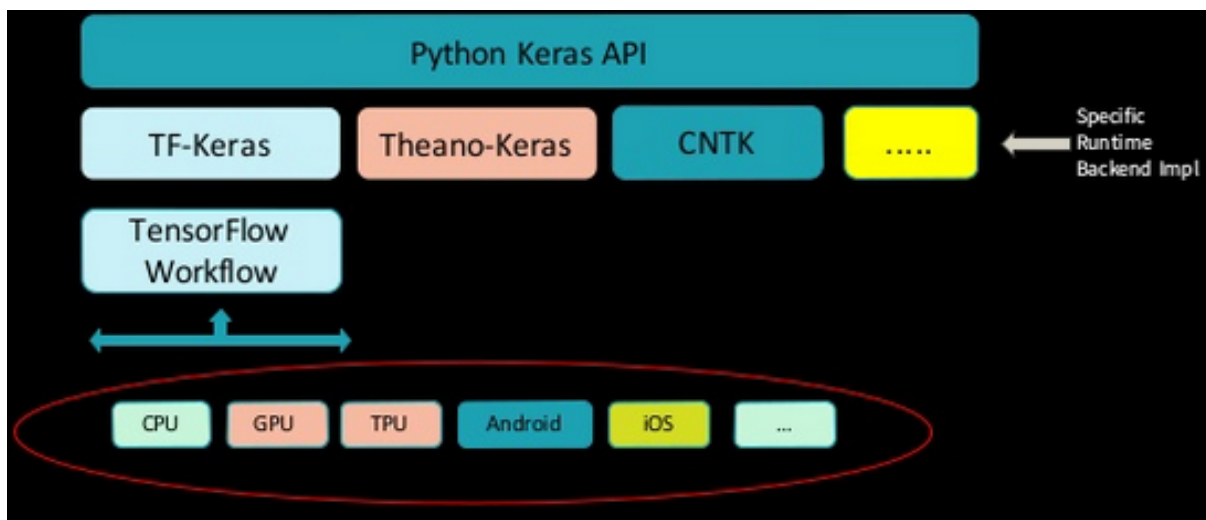 Python Keras API
TF-Keras
Theano-Keras
CNTK
.....
Specific
Runtime
Backend Impl
TensorFlow
Workflow
CPU
GPU
TPU
Android
iOS
...